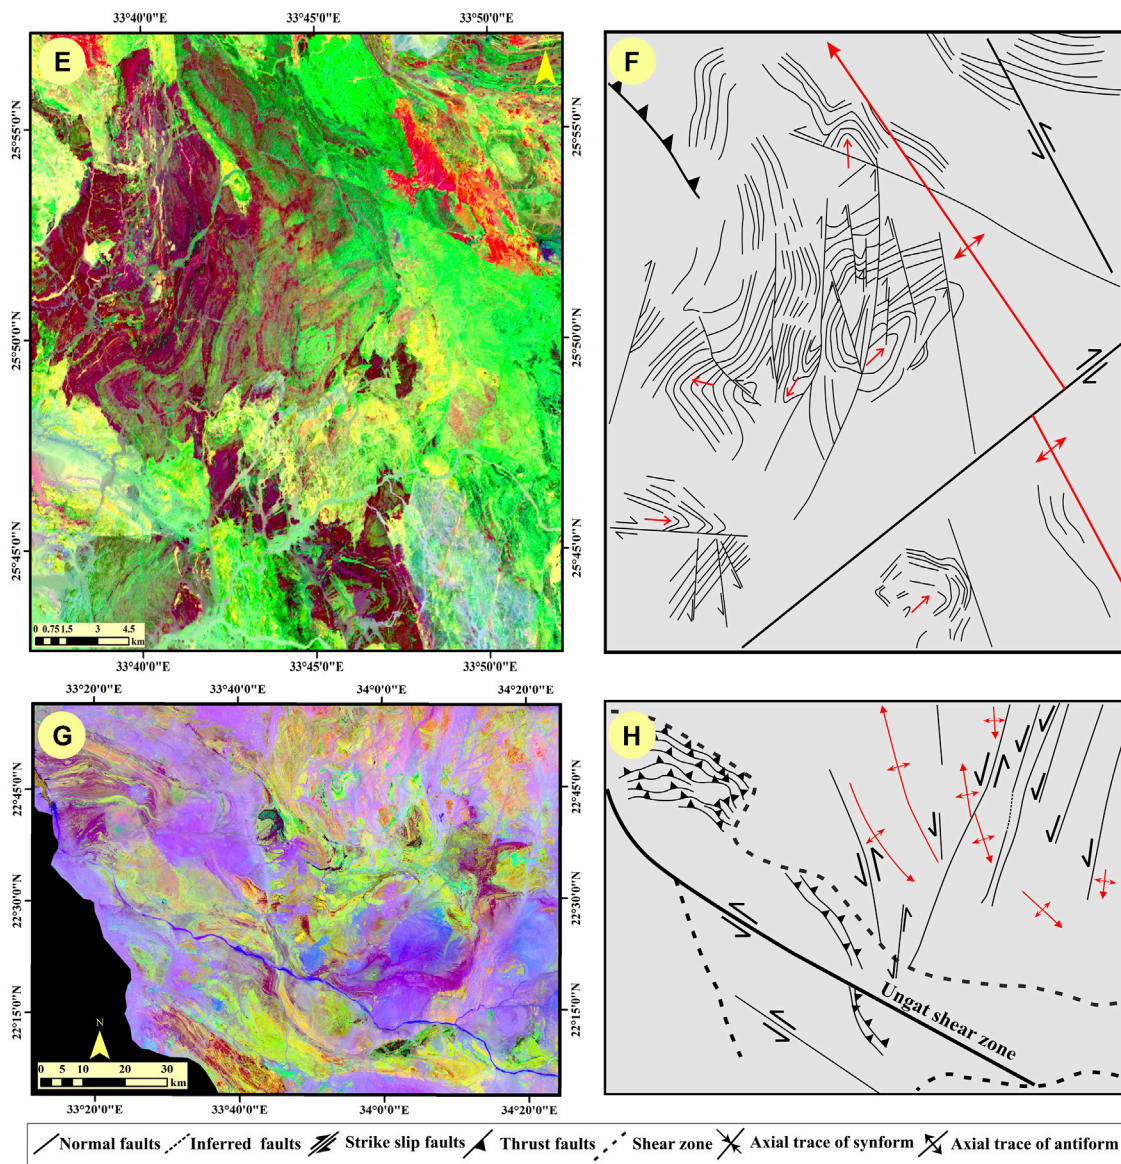 33°40'0"E 33°45'0"E 33°50'0"E
E
F
25°55'0"N 25°55'0"N
25°50'0"N 25°50'0"N
25°45'0"N 25°45'0"N
0 0.75 1.5 3 4.5
km
33°40'0"E 33°45'0"E 33°50'0"E
33°20'0"E 33°40'0"E 34°0'0"E 34°20'0"E
G
H
22°45'0"N 22°45'0"N
22°30'0"N 22°30'0"N
22°15'0"N 22°15'0"N
Ungat shear zone
N
0 5 10 20 30
km
33°20'0"E 33°40'0"E 34°0'0"E 34°20'0"E
Normal faults Inferred faults Strike slip faults Thrust faults Shear zone Axial trace of synform Axial trace of antiform